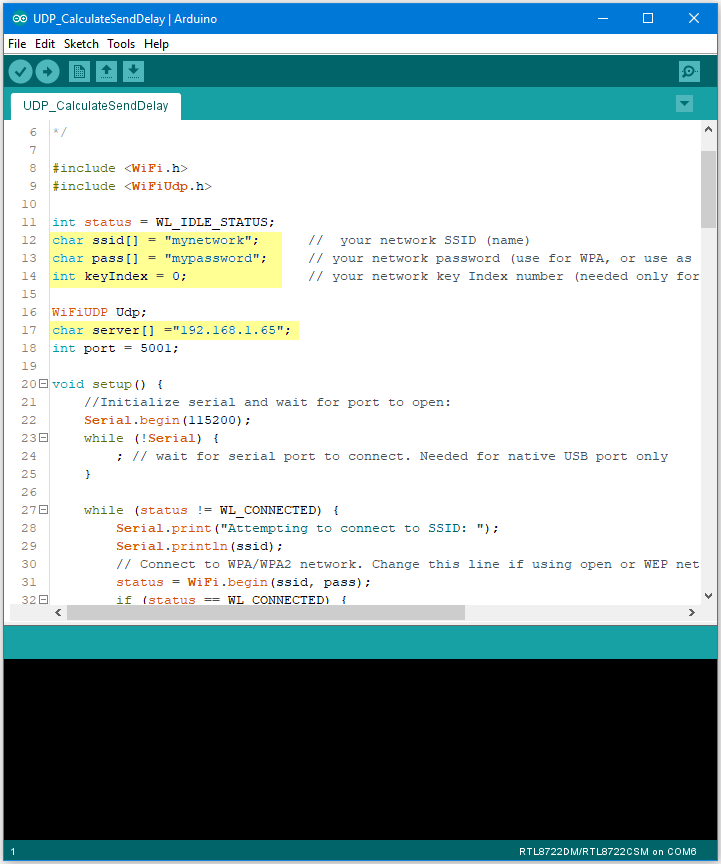 UDP_CalculateSendDelay | Arduino
File Edit Sketch Tools Help
UDP_CalculateSendDelay
6 */
7
8 #include <WiFi.h>
9 #include <WiFiUdp.h>
10
11 int status = WL_IDLE_STATUS;
12 char ssid[] = "mynetwork"; // your network SSID (name)
13 char pass[] = "mypassword"; // your network password (use for WPA, or use as
14 int keyIndex = 0; // your network key Index number (needed only for
15
16 WiFiUDP Udp;
17 char server[] ="192.168.1.65";
18 int port = 5001;
19
20 void setup() {
21 //Initialize serial and wait for port to open:
22 Serial.begin(115200);
23 while (!Serial) {
24 ; // wait for serial port to connect. Needed for native USB port only
25 }
26
27 while (status != WL_CONNECTED) {
28 Serial.print("Attempting to connect to SSID: ");
29 Serial.println(ssid);
30 // Connect to WPA/WPA2 network. Change this line if using open or WEP net
31 status = WiFi.begin(ssid, pass);
32 if (status == WL_CONNECTED) {
1 RTL8722DM/RTL8722CSM on COM6